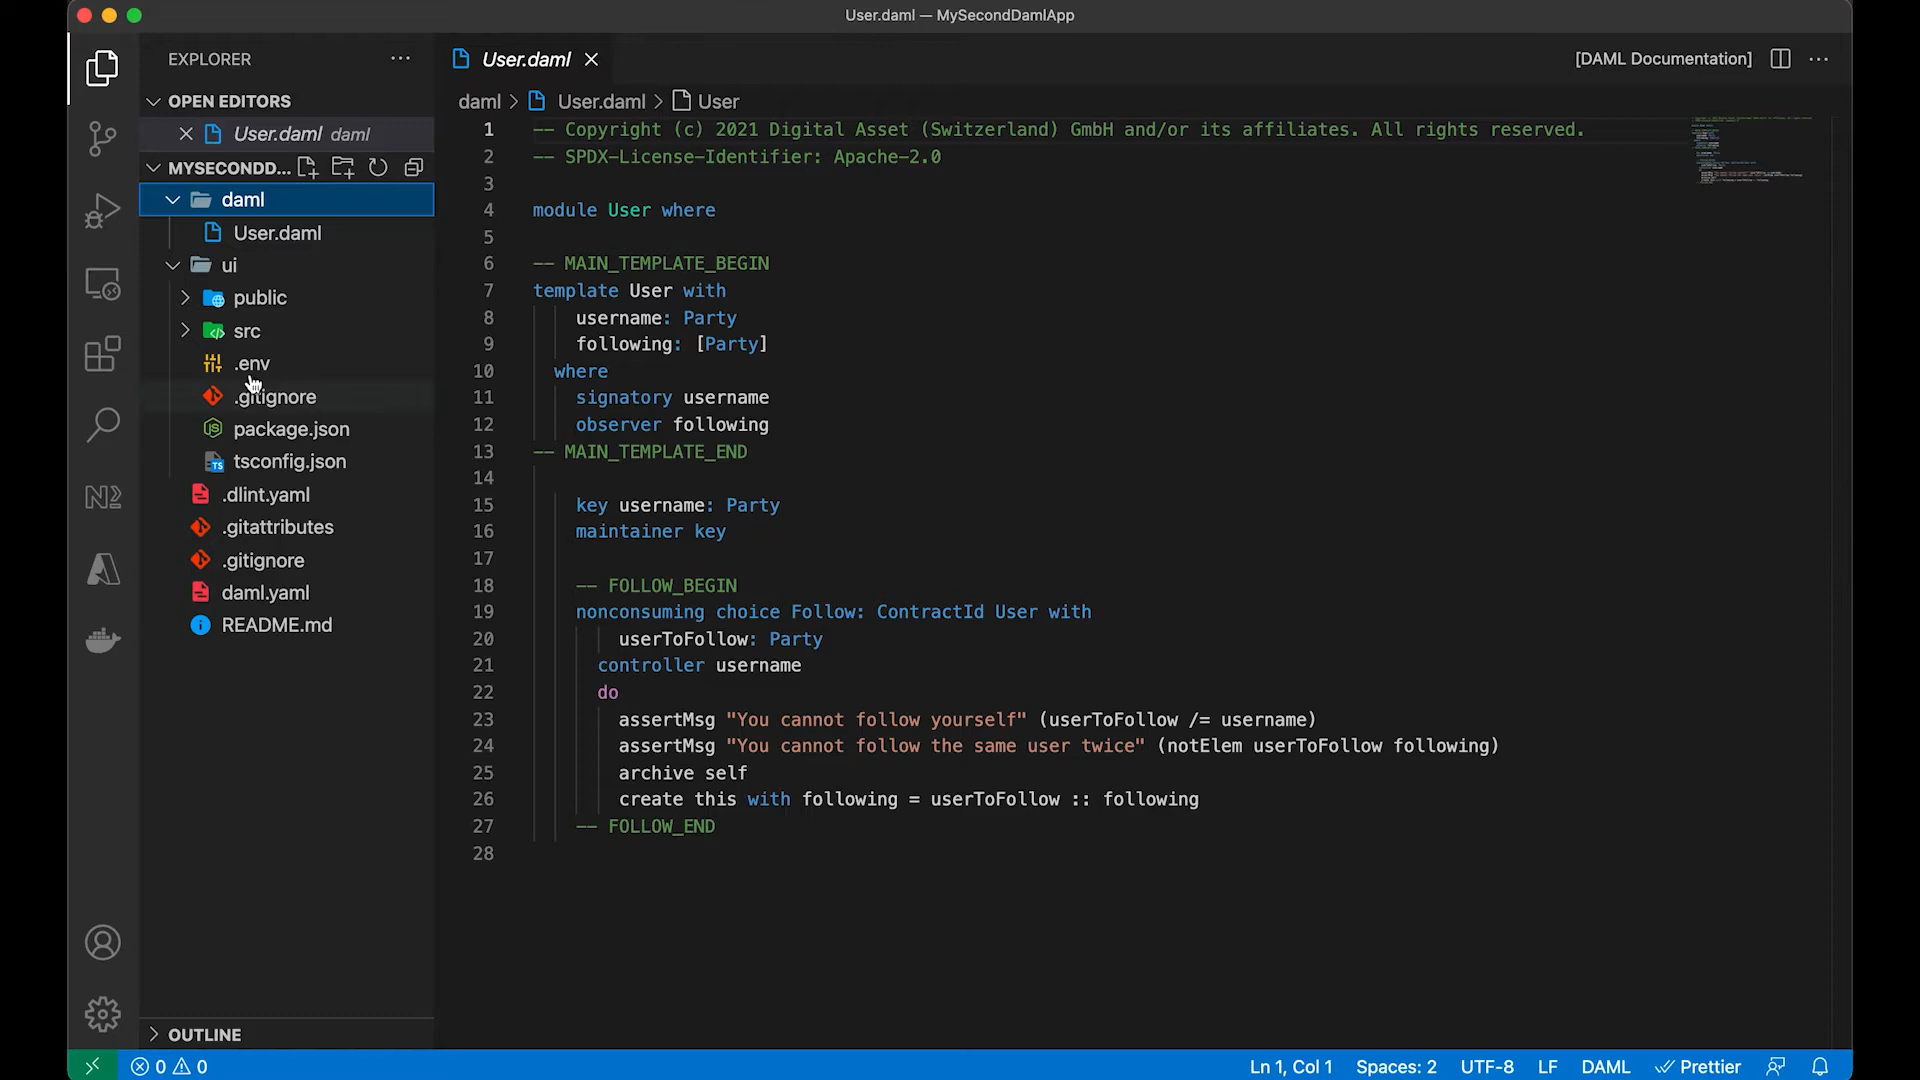 User.daml — MySecondDamlApp
EXPLORER
User.daml
[DAML Documentation]
OPEN EDITORS
User.daml daml
MYSECONDD...
daml
User.daml
ui
public
src
.env
.gitignore
package.json
tsconfig.json
.dlint.yaml
.gitattributes
.gitignore
daml.yaml
README.md
OUTLINE
daml > User.daml > User
1 -- Copyright (c) 2021 Digital Asset (Switzerland) GmbH and/or its affiliates. All rights reserved.
2 -- SPDX-License-Identifier: Apache-2.0
3
4 module User where
5
6 -- MAIN_TEMPLATE_BEGIN
7 template User with
8 username: Party
9 following: [Party]
10 where
11 signatory username
12 observer following
13 -- MAIN_TEMPLATE_END
14
15 key username: Party
16 maintainer key
17
18 -- FOLLOW_BEGIN
19 nonconsuming choice Follow: ContractId User with
20 userToFollow: Party
21 controller username
22 do
23 assertMsg "You cannot follow yourself" (userToFollow /= username)
24 assertMsg "You cannot follow the same user twice" (notElem userToFollow following)
25 archive self
26 create this with following = userToFollow :: following
27 -- FOLLOW_END
28
0 0
Ln 1, Col 1 Spaces: 2 UTF-8 LF DAML Prettier